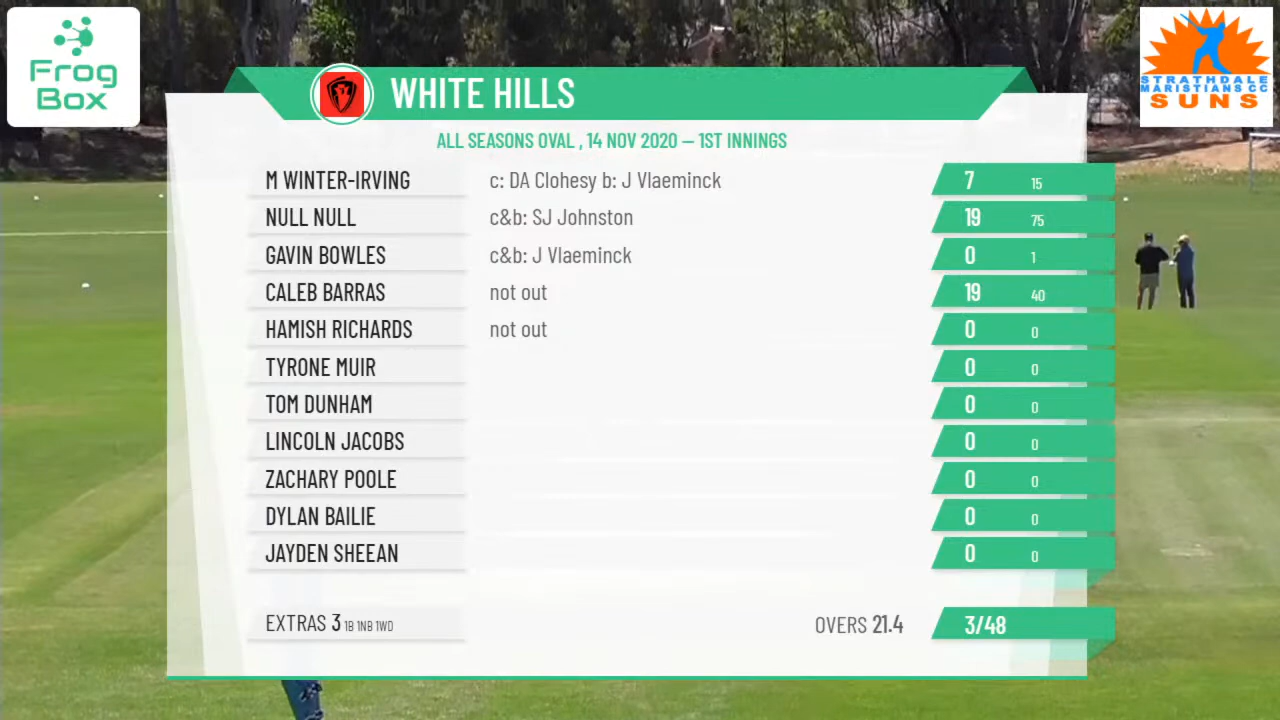 Frog
Box
STRATHDALE
MARISTIANS CC
SUNS
WHITE HILLS
ALL SEASONS OVAL , 14 NOV 2020 – 1ST INNINGS
M WINTER-IRVING c: DA Clohesy b: J Vlaeminck 7 15
NULL NULL c&b: SJ Johnston 19 75
GAVIN BOWLES c&b: J Vlaeminck 0 1
CALEB BARRAS not out 19 40
HAMISH RICHARDS not out 0 0
TYRONE MUIR 0 0
TOM DUNHAM 0 0
LINCOLN JACOBS 0 0
ZACHARY POOLE 0 0
DYLAN BAILIE 0 0
JAYDEN SHEEAN 0 0
EXTRAS 3 1B 1NB 1WD OVERS 21.4 3/48